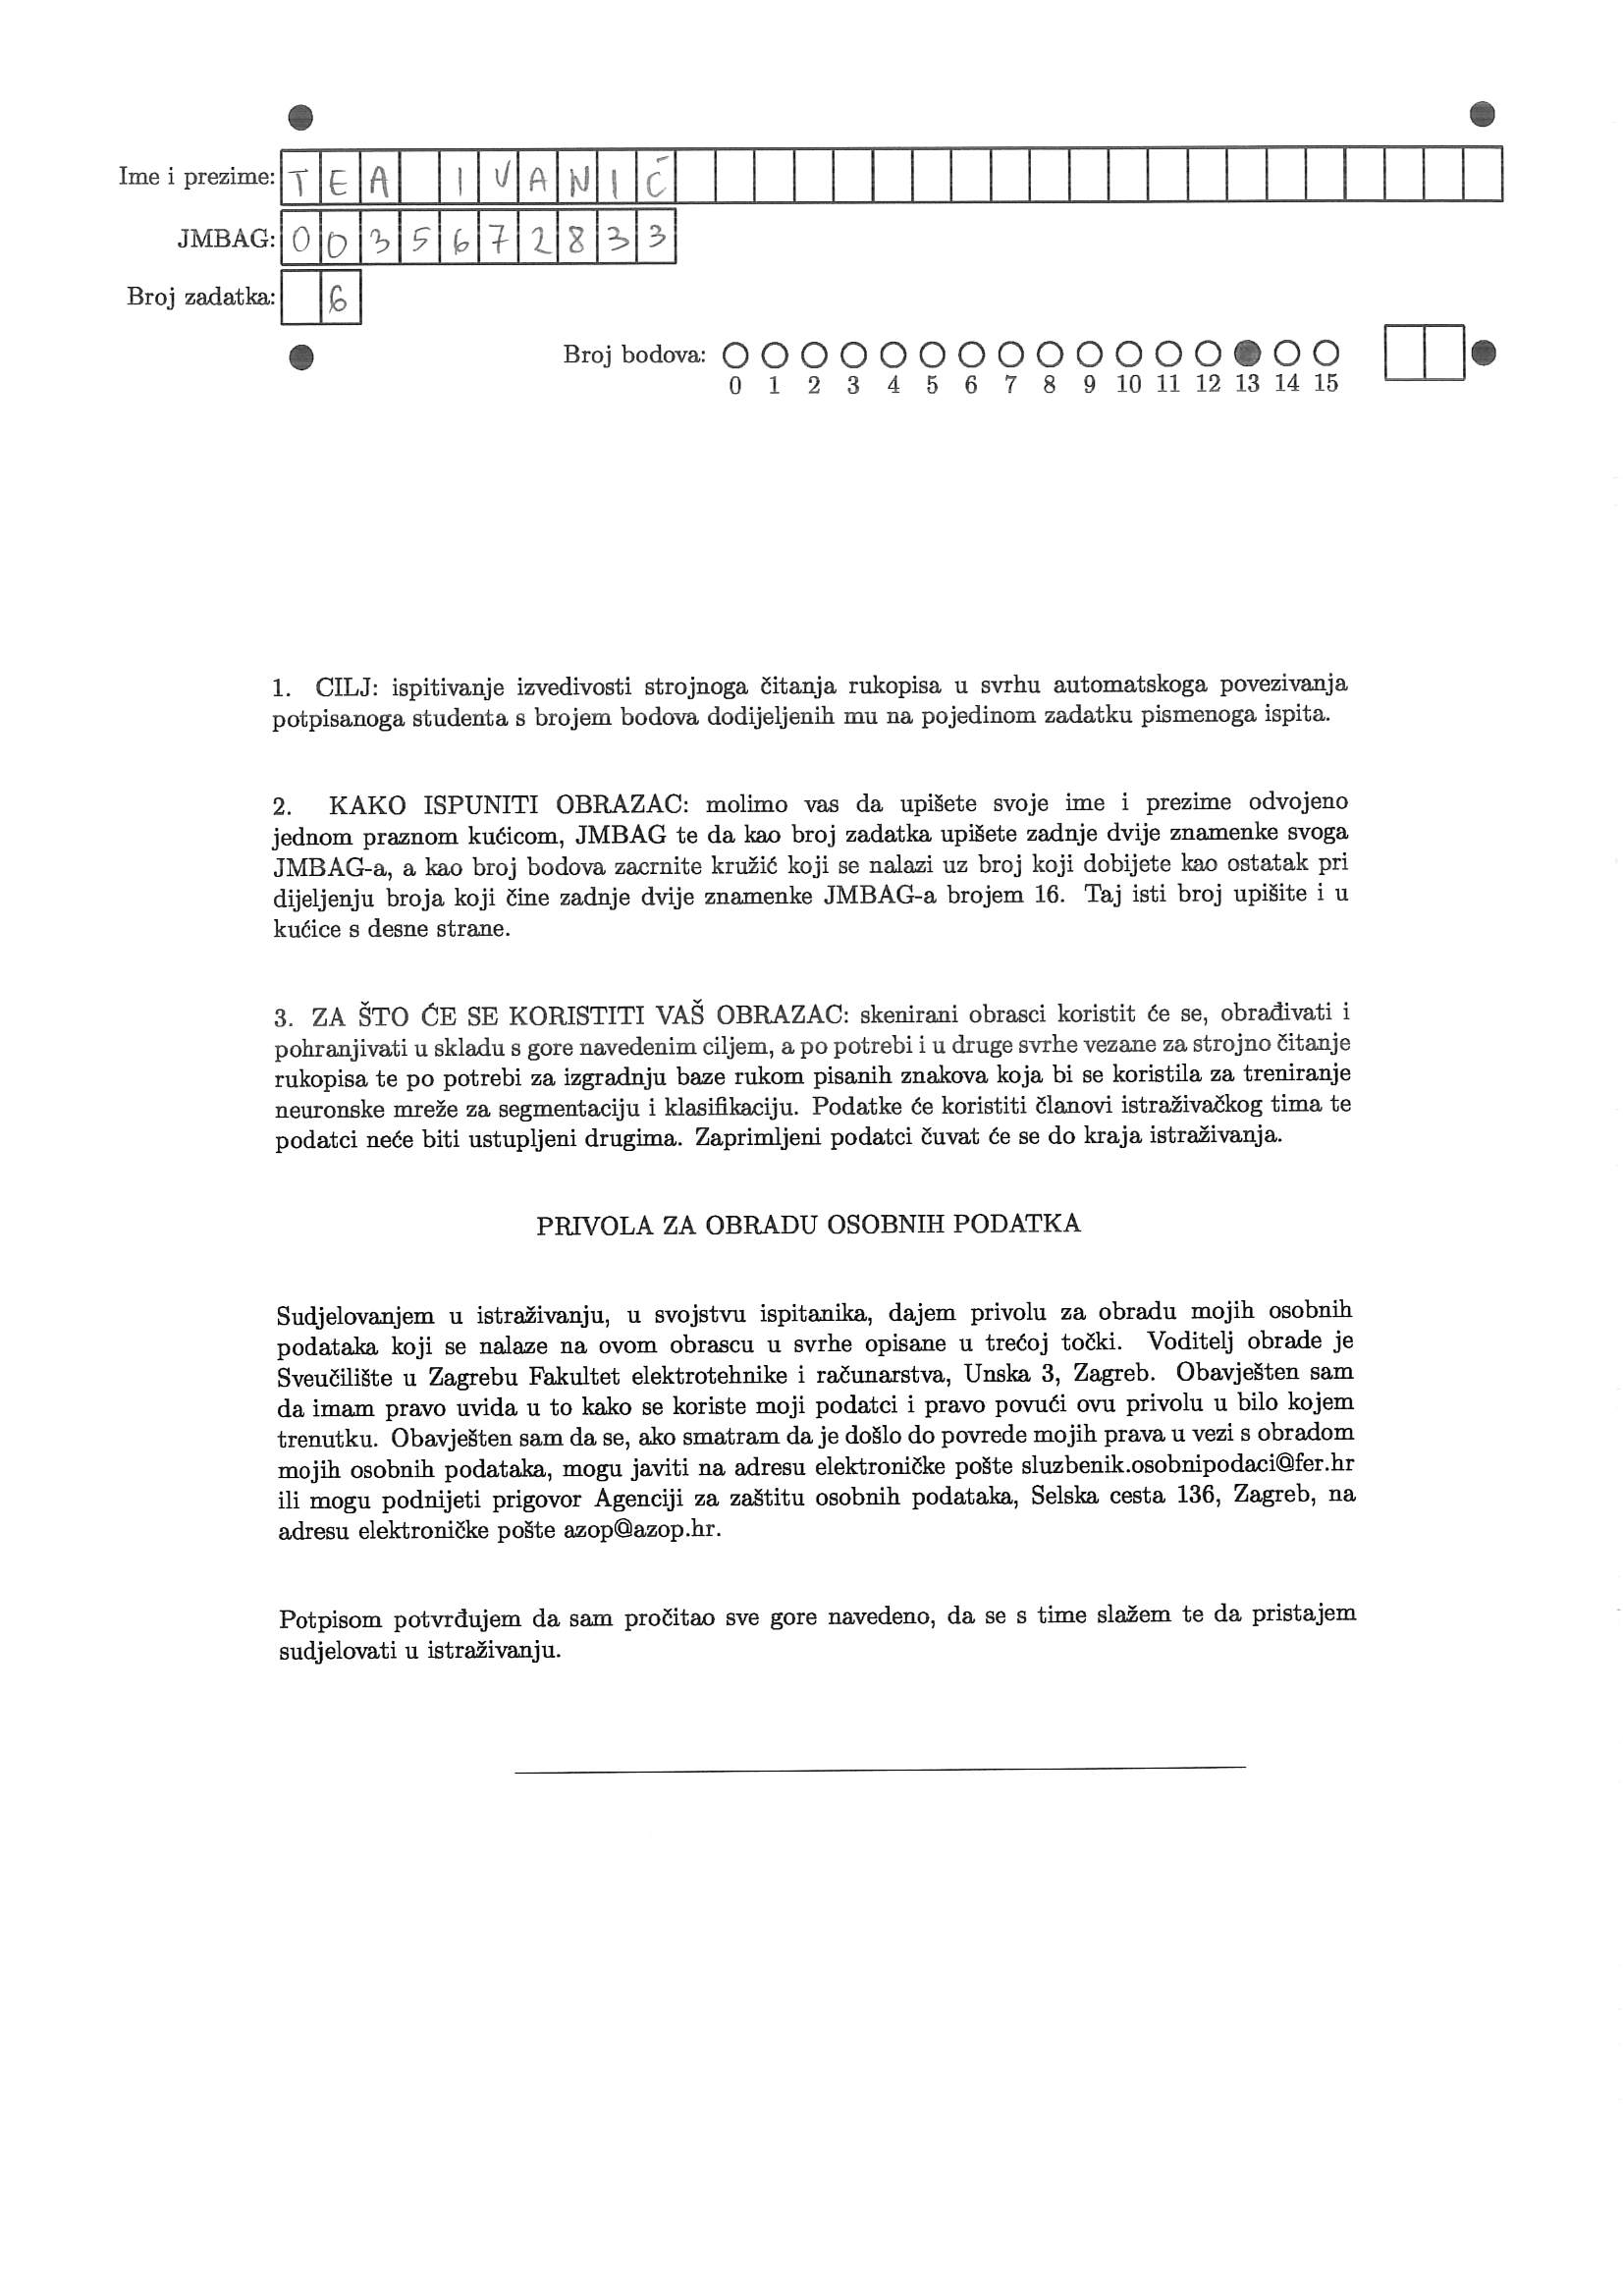 Ime i prezime: TEA IVANIĆ
JMBAG: 0035672833
Broj zadatka: 6
Broj bodova:
0 1 2 3 4 5 6 7 8 9 10 11 12 13 14 15
1. CILJ: ispitivanje izvedivosti strojnoga čitanja rukopisa u svrhu automatskoga povezivanja
potpisanoga studenta s brojem bodova dodijeljenih mu na pojedinom zadatku pismenoga ispita.
2. KAKO ISPUNITI OBRAZAC: molimo vas da upišete svoje ime i prezime odvojeno
jednom praznom kućicom, JMBAG te da kao broj zadatka upišete zadnje dvije znamenke svoga
JMBAG-a, a kao broj bodova zacrnite kružić koji se nalazi uz broj koji dobijete kao ostatak pri
dijeljenju broja koji čine zadnje dvije znamenke JMBAG-a brojem 16. Taj isti broj upišite i u
kućice s desne strane.
3. ZA ŠTO ĆE SE KORISTITI VAŠ OBRAZAC: skenirani obrasci koristit će se, obrađivati i
pohranjivati u skladu s gore navedenim ciljem, a po potrebi i u druge svrhe vezane za strojno čitanje
rukopisa te po potrebi za izgradnju baze rukom pisanih znakova koja bi se koristila za treniranje
neuronske mreže za segmentaciju i klasifikaciju. Podatke će koristiti članovi istraživačkog tima te
podatci neće biti ustupljeni drugima. Zaprimljeni podatci čuvat će se do kraja istraživanja.
PRIVOLA ZA OBRADU OSOBNIH PODATKA
Sudjelovanjem u istraživanju, u svojstvu ispitanika, dajem privolu za obradu mojih osobnih
podataka koji se nalaze na ovom obrascu u svrhe opisane u trećoj točki. Voditelj obrade je
Sveučilište u Zagrebu Fakultet elektrotehnike i računarstva, Unska 3, Zagreb. Obavješten sam
da imam pravo uvida u to kako se koriste moji podatci i pravo povući ovu privolu u bilo kojem
trenutku. Obavješten sam da se, ako smatram da je došlo do povrede mojih prava u vezi s obradom
mojih osobnih podataka, mogu javiti na adresu elektroničke pošte sluzbenik.osobnipodaci@fer.hr
ili mogu podnijeti prigovor Agenciji za zaštitu osobnih podataka, Selska cesta 136, Zagreb, na
adresu elektroničke pošte azop@azop.hr.
Potpisom potvrđujem da sam pročitao sve gore navedeno, da se s time slažem te da pristajem
sudjelovati u istraživanju.